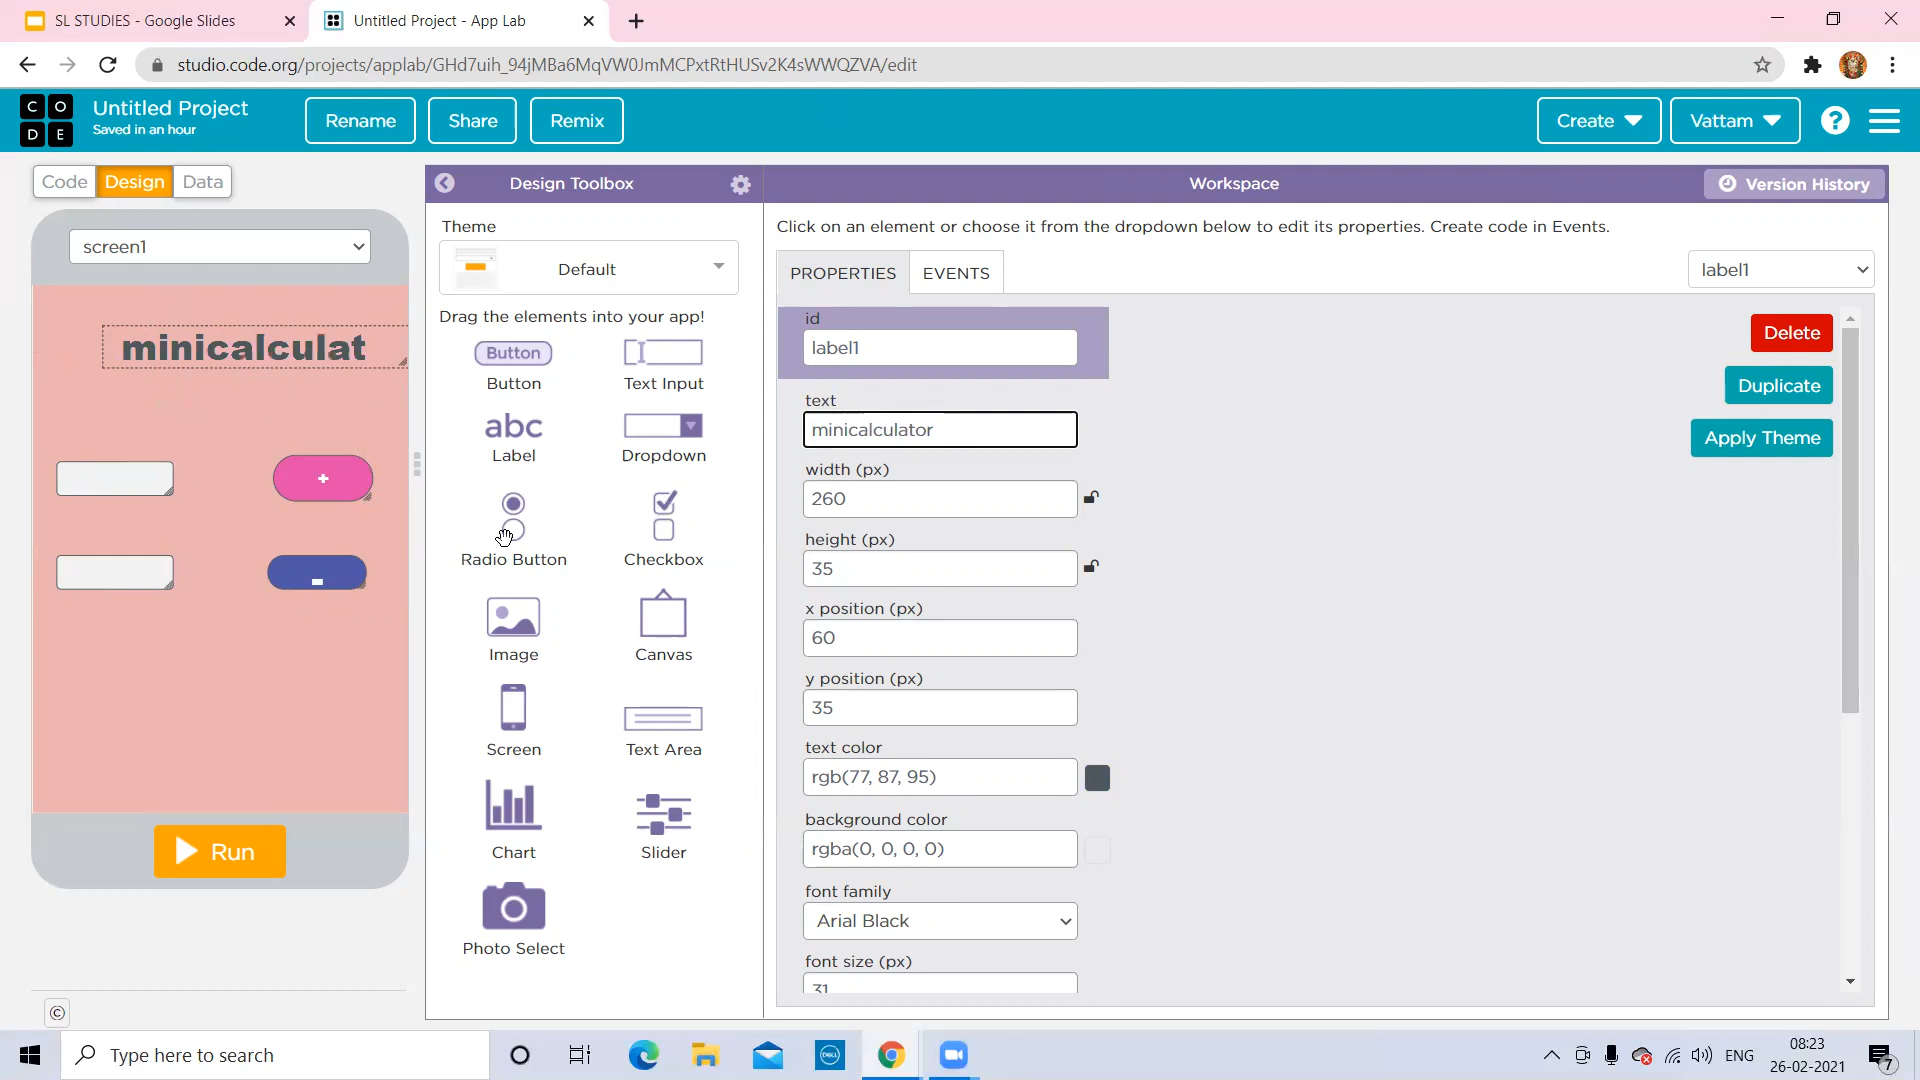 SL STUDIES - Google Slides
Untitled Project - App Lab
studio.code.org/projects/applab/GHd7uih_94jMBa6MqVW0JmMCPxtRtHUSv2K4sWWQZVA/edit
C O
D E
Untitled Project
Saved in an hour
Rename
Share
Remix
Create
Vattam
?
Code
Design
Data
Design Toolbox
Workspace
Version History
screen1
minicalculat
+
-
Run
©
Theme
Default
Drag the elements into your app!
Button
Button
Text Input
abc
Label
Dropdown
Radio Button
Checkbox
Image
Canvas
Screen
Text Area
Chart
Slider
Photo Select
Click on an element or choose it from the dropdown below to edit its properties. Create code in Events.
PROPERTIES
EVENTS
label1
id
label1
Delete
Duplicate
Apply Theme
text
minicalculator
width (px)
260
height (px)
35
x position (px)
60
y position (px)
35
text color
rgb(77, 87, 95)
background color
rgba(0, 0, 0, 0)
font family
Arial Black
font size (px)
31
Type here to search
DELL
ENG
08:23
26-02-2021
7